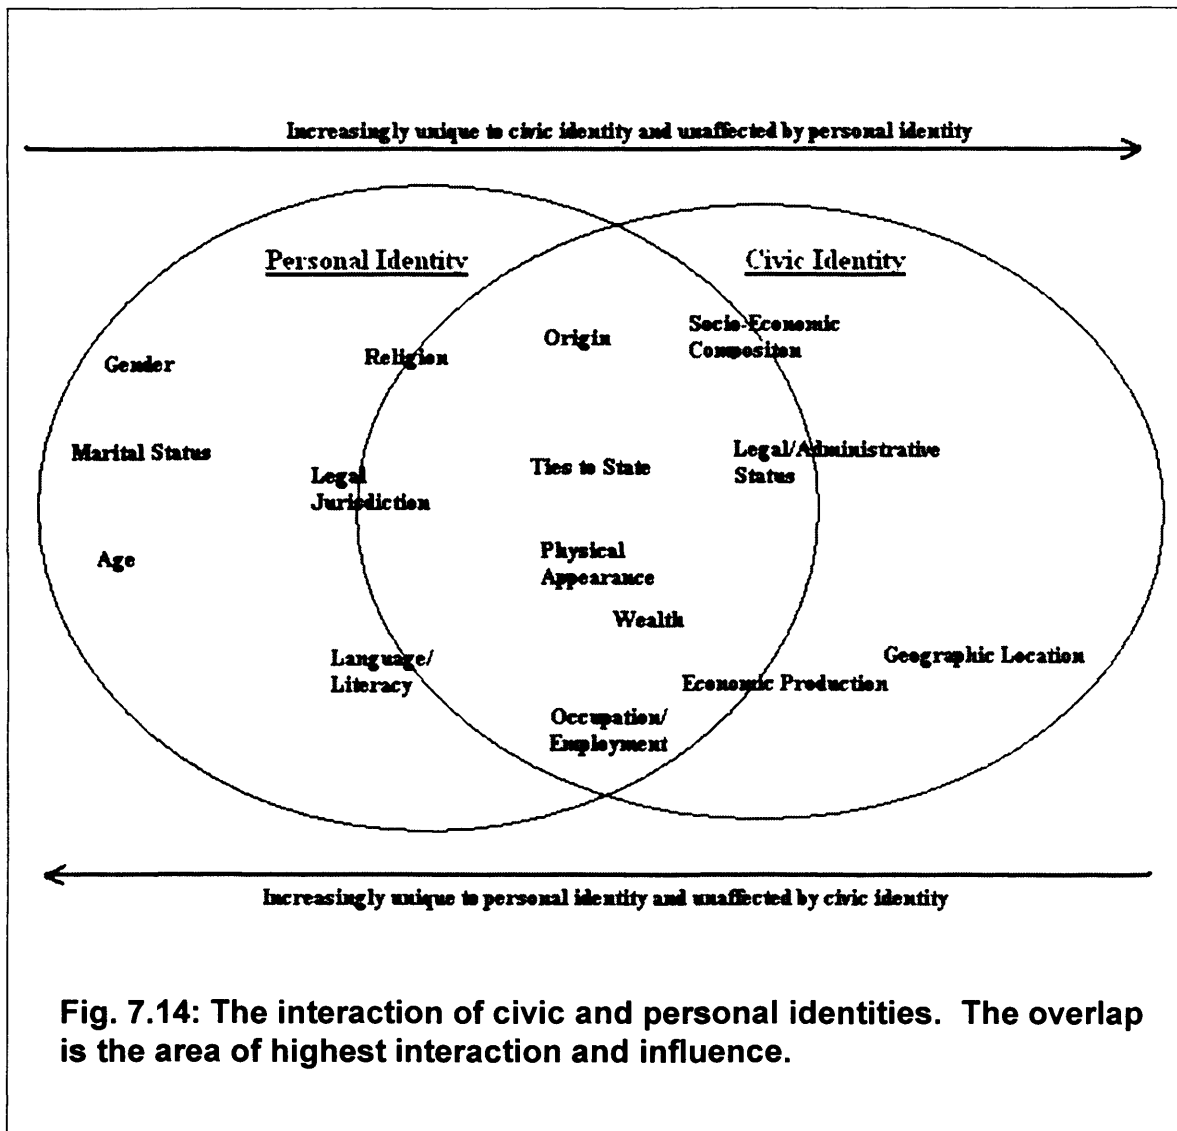 Increasingly unique to civic identity and unaffected by personal identity
Personal Identity
Civic Identity
Gender
Religion
Origin
Socio-Economic
Compositon
Marital Status
Legal
Jurisdiction
Ties to State
Legal/Administrative
Status
Age
Physical
Appearance
Wealth
Language/
Literacy
Geographic Location
Economic Production
Occupation/
Employment
Increasingly unique to personal identity and unaffected by civic identity
Fig. 7.14: The interaction of civic and personal identities. The overlap
is the area of highest interaction and influence.